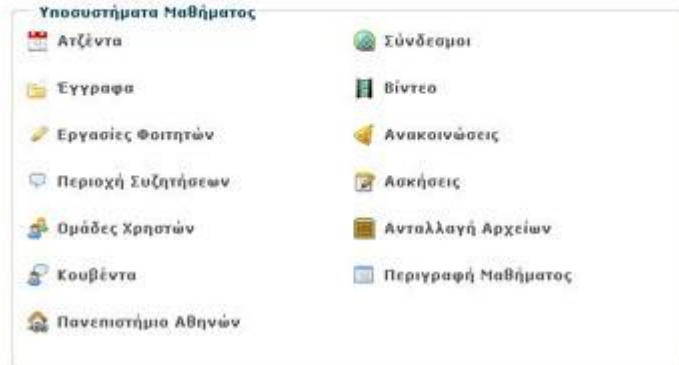 Υποσυστήματα Μαθήματος
Ατζέντα
Σύνδεσμοι
Έγγραφα
Βίντεο
Εργασίες Φοιτητών
Ανακοινώσεις
Περιοχή Συζητήσεων
Ασκήσεις
Ομάδες Χρηστών
Ανταλλαγή Αρχείων
Κουβέντα
Περιγραφή Μαθήματος
Πανεπιστήμιο Αθηνών